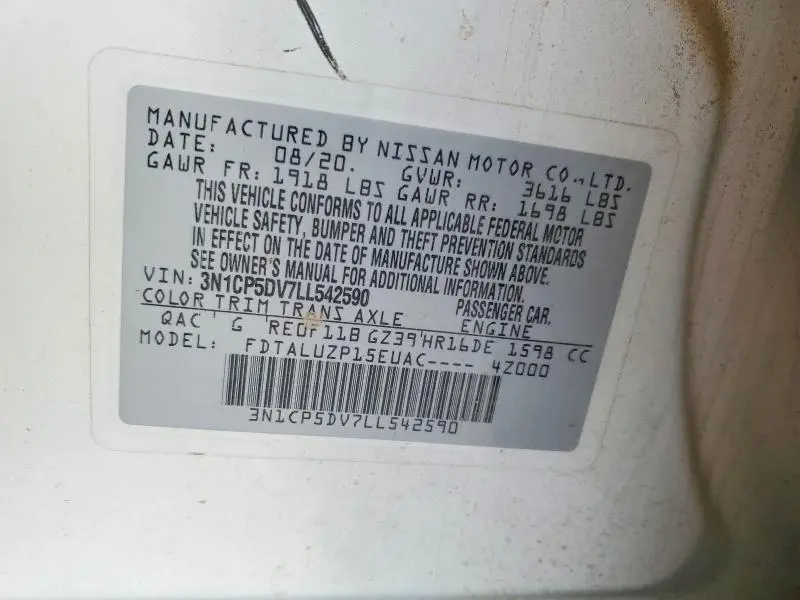 MANUFACTURED BY NISSAN MOTOR CO.,LTD.
DATE: 08/20. GVWR: 3616 LBS
GAWR FR: 1918 LBS GAWR RR: 1698 LBS
THIS VEHICLE CONFORMS TO ALL APPLICABLE FEDERAL MOTOR
VEHICLE SAFETY, BUMPER AND THEFT PREVENTION STANDARDS
IN EFFECT ON THE DATE OF MANUFACTURE SHOWN ABOVE.
SEE OWNER'S MANUAL FOR ADDITIONAL INFORMATION.
VIN: 3N1CP5DV7LL542590 PASSENGER CAR.
COLOR TRIM TRANS AXLE ENGINE
QAC ' G 'RE0F11B GZ39'HR16DE 1598 CC
MODEL: FDTALUZP15EUAC---- 4Z000
3N1CP5DV7LL542590